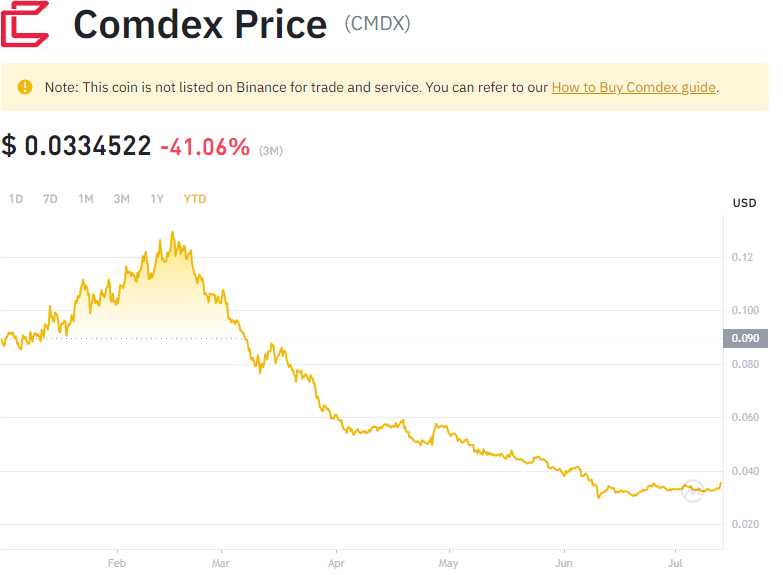 Comdex Price (CMDX)
Note: This coin is not listed on Binance for trade and service. You can refer to our How to Buy Comdex guide.
$ 0.0334522 -41.06% (3M)
1D 7D 1M 3M 1Y YTD
USD
0.12
0.100
0.090
0.080
0.060
0.040
0.020
Feb Mar Apr May Jun Jul